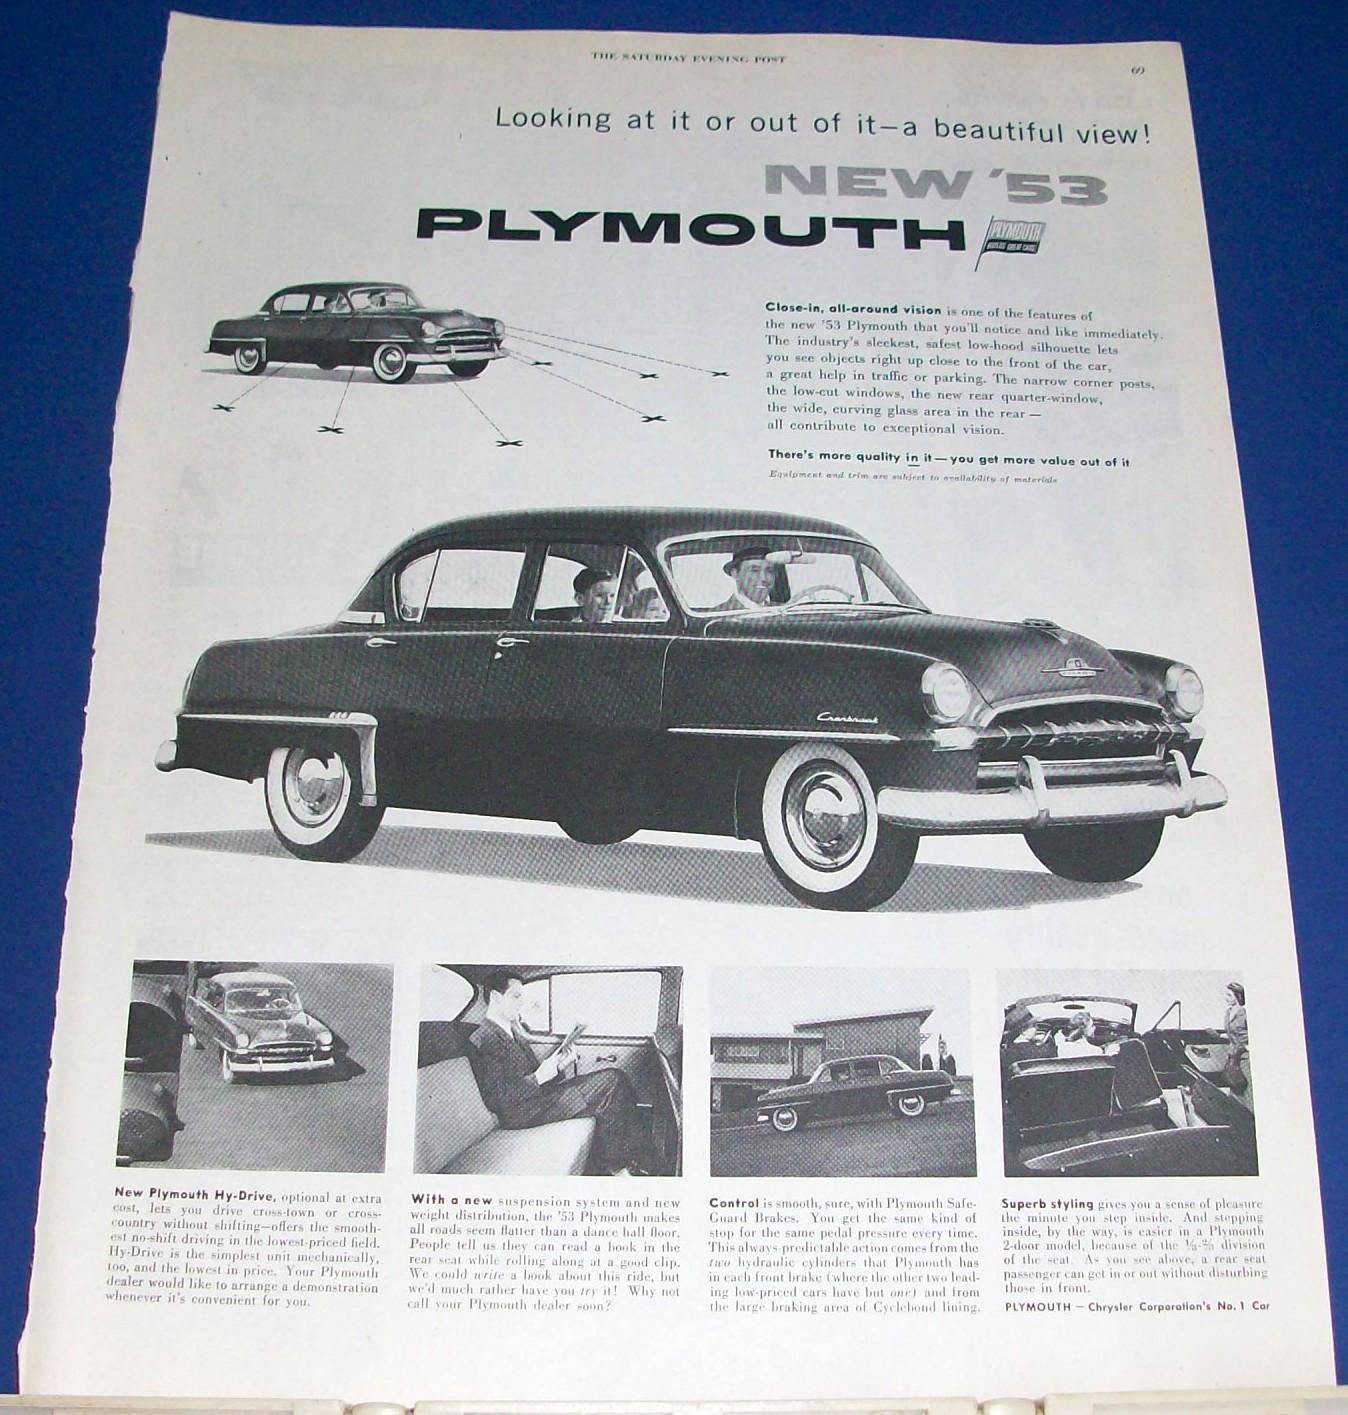 THE SATURDAY EVENING POST
69
Looking at it or out of it—a beautiful view!
NEW '53
PLYMOUTH
PLYMOUTH
BUILDS GREAT CARS
Close-in, all-around vision is one of the features of
the new '53 Plymouth that you'll notice and like immediately.
The industry's sleekest, safest low-hood silhouette lets
you see objects right up close to the front of the car,
a great help in traffic or parking. The narrow corner posts,
the low-cut windows, the new rear quarter-window,
the wide, curving glass area in the rear —
all contribute to exceptional vision.
There's more quality in it—you get more value out of it
Equipment and trim are subject to availability of materials
Cranbrook
New Plymouth Hy-Drive, optional at extra
cost, lets you drive cross-town or cross-
country without shifting—offers the smooth-
est no-shift driving in the lowest-priced field.
Hy-Drive is the simplest unit mechanically,
too, and the lowest in price. Your Plymouth
dealer would like to arrange a demonstration
whenever it's convenient for you.
With a new suspension system and new
weight distribution, the '53 Plymouth makes
all roads seem flatter than a dance hall floor.
People tell us they can read a book in the
rear seat while rolling along at a good clip.
We could write a book about this ride, but
we'd much rather have you try it! Why not
call your Plymouth dealer soon?
Control is smooth, sure, with Plymouth Safe-
Guard Brakes. You get the same kind of
stop for the same pedal pressure every time.
This always-predictable action comes from the
two hydraulic cylinders that Plymouth has
in each front brake (where the other two lead-
ing low-priced cars have but one) and from
the large braking area of Cyclebond lining.
Superb styling gives you a sense of pleasure
the minute you step inside. And stepping
inside, by the way, is easier in a Plymouth
2-door model, because of the ⅓-⅔ division
of the seat. As you see above, a rear seat
passenger can get in or out without disturbing
those in front.
PLYMOUTH — Chrysler Corporation's No. 1 Car